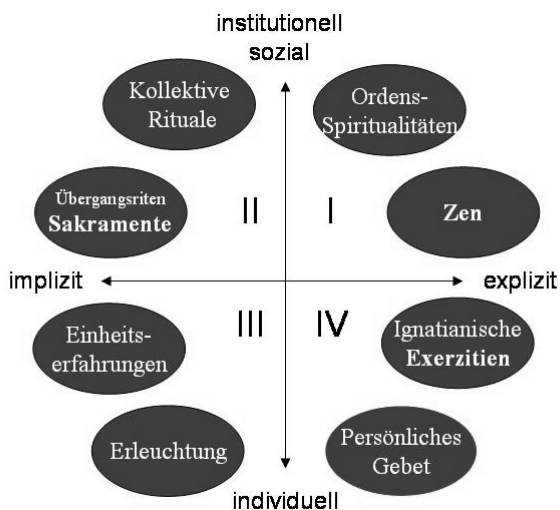 institutionell
sozial
Kollektive
Rituale
Ordens-
Spiritualitäten
Übergangsriten
Sakramente
II
I
Zen
implizit
explizit
III
IV
Einheits-
erfahrungen
Ignatianische
Exerzitien
Erleuchtung
Persönliches
Gebet
individuell